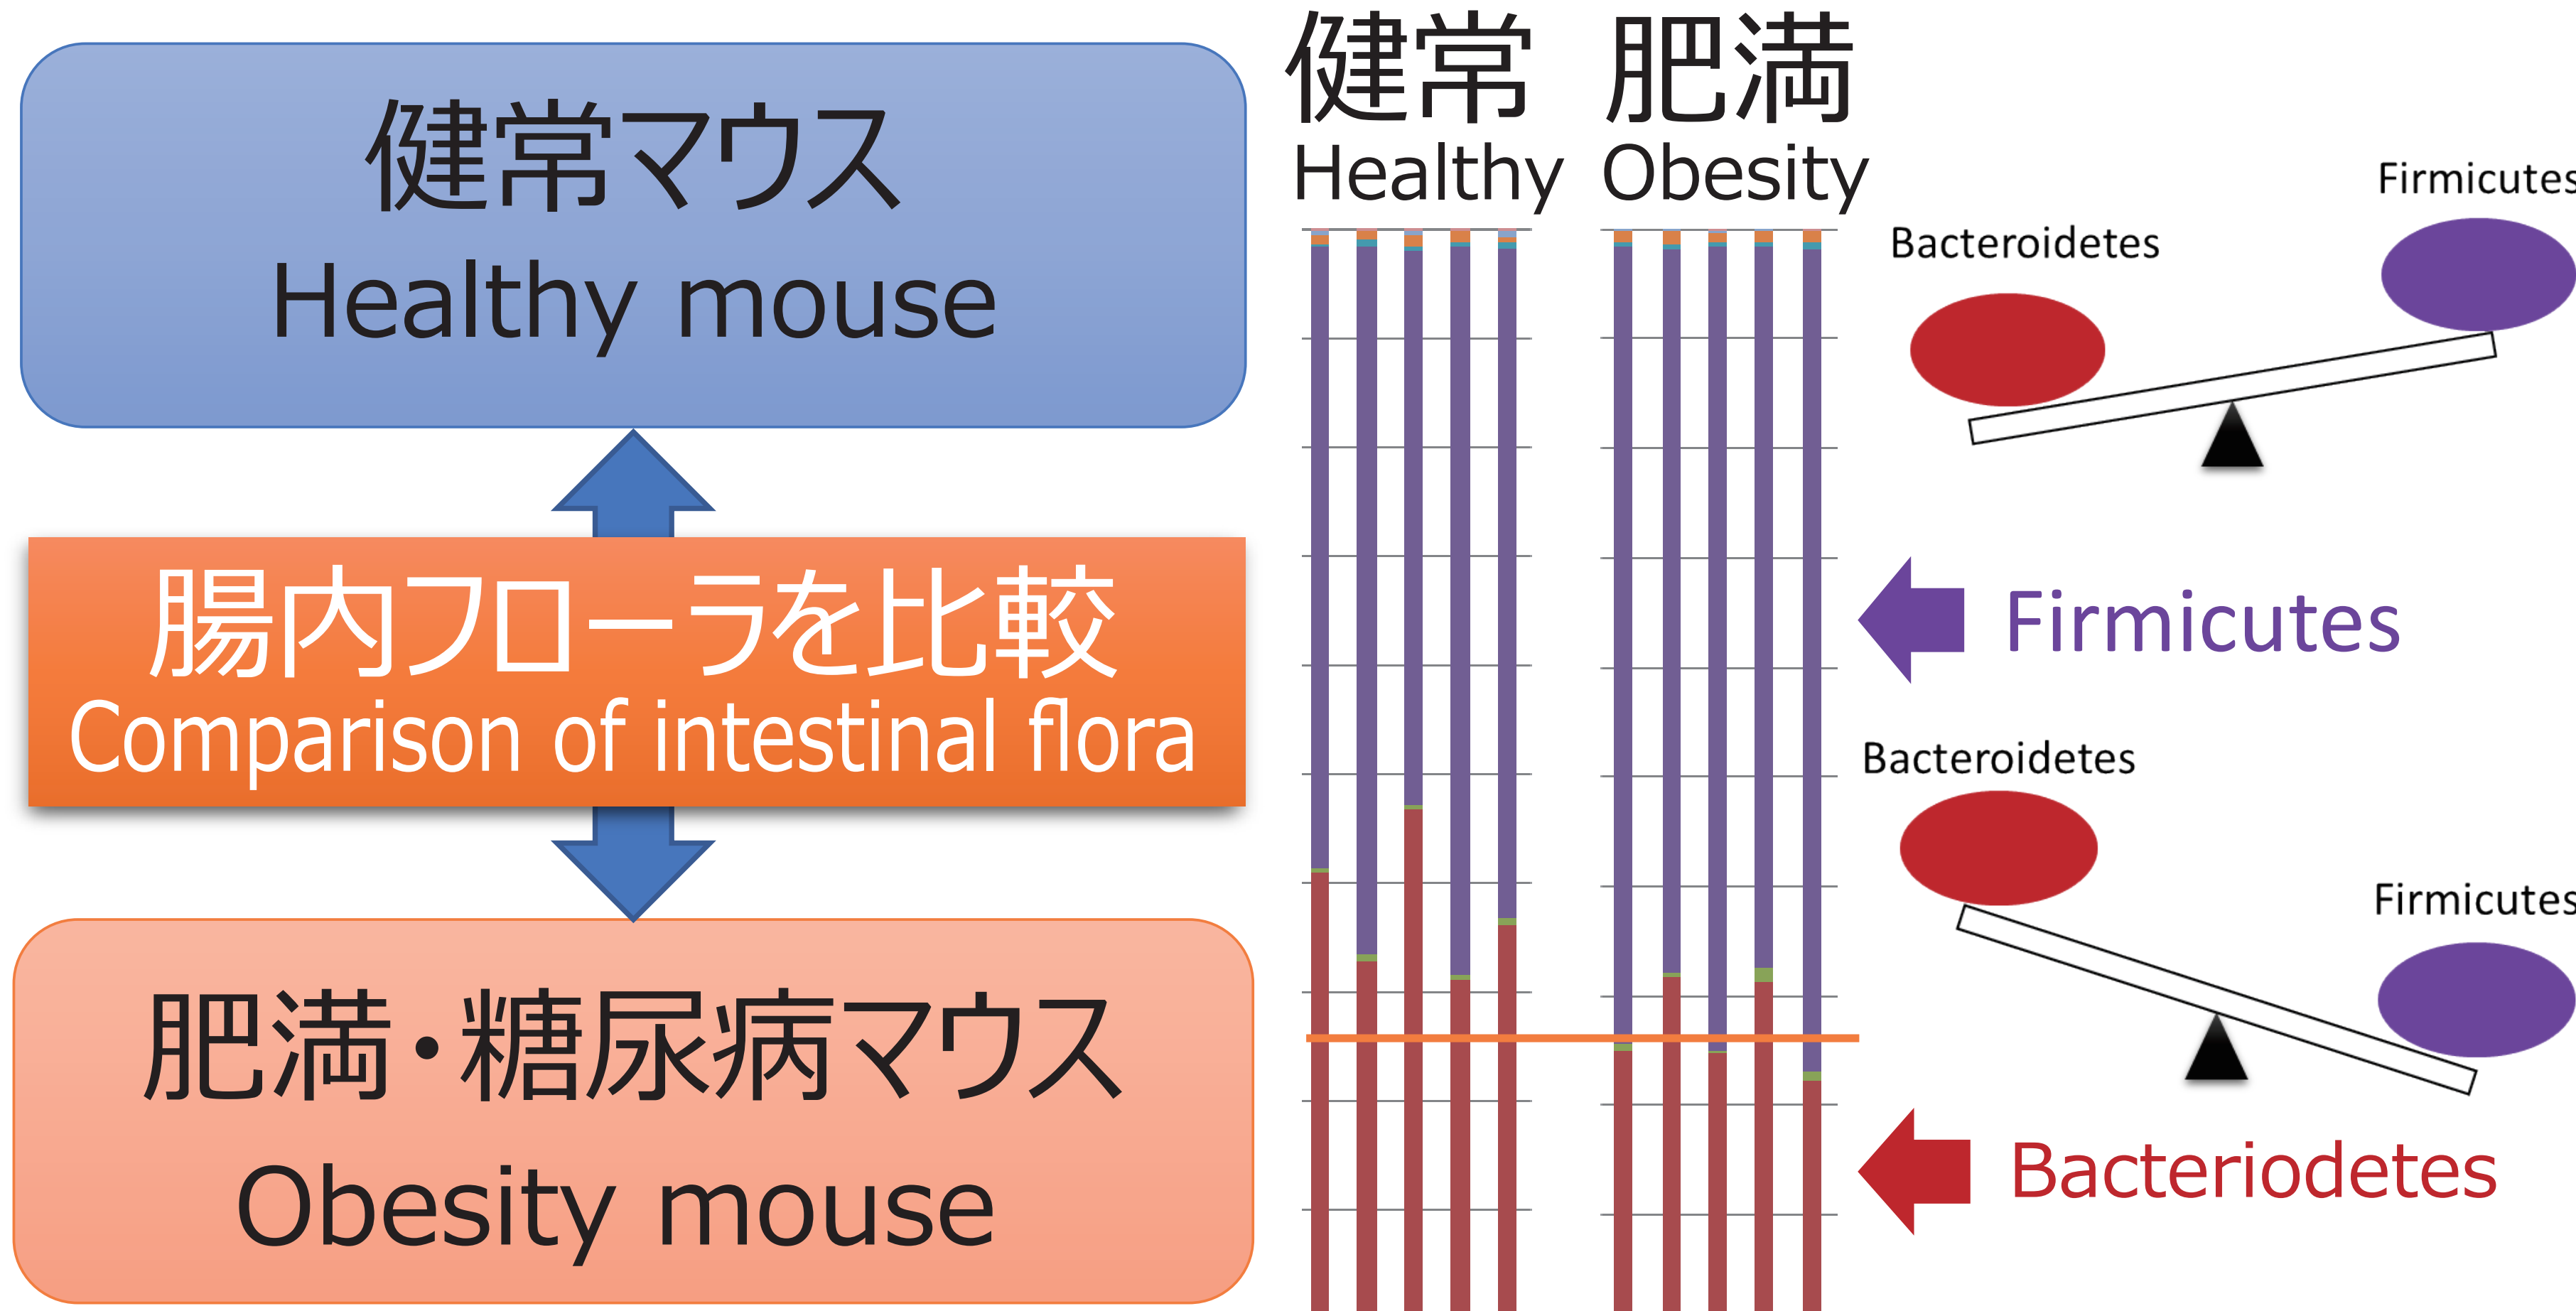 健常マウス
Healthy mouse
腸内フローラを比較
Comparison of intestinal flora
肥満・糖尿病マウス
Obesity mouse
健常 肥満
Healthy Obesity
Firmicutes
Bacteroidetes
Firmicutes
Bacteroidetes
Firmicutes
Bacteriodetes